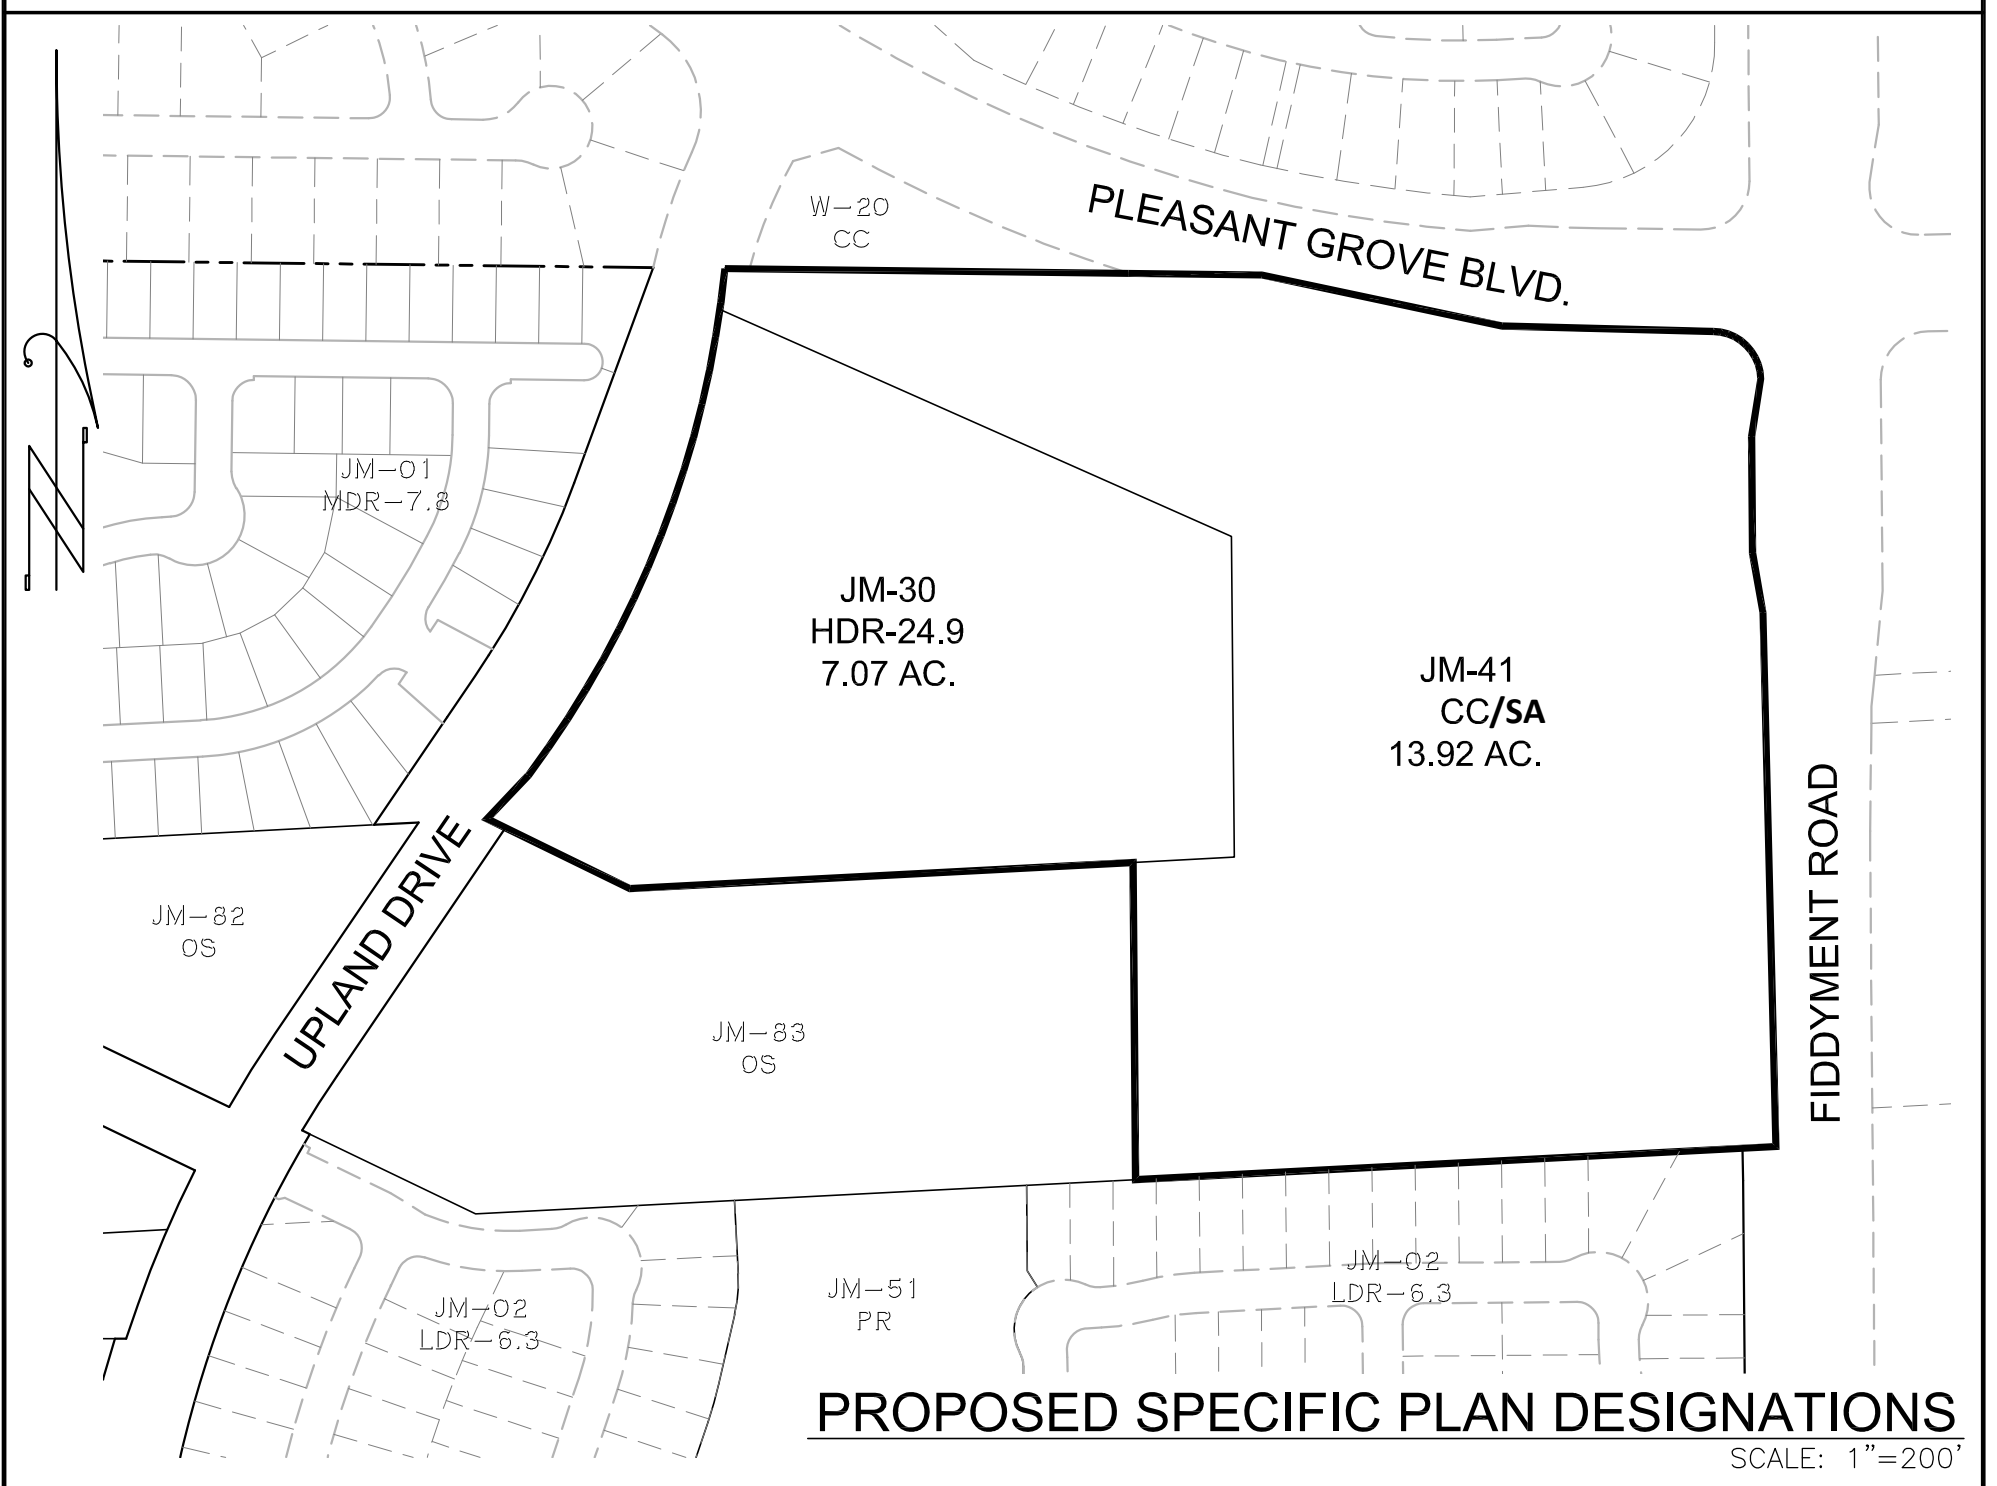 W-20
CC
PLEASANT GROVE BLVD.
JM-01
MDR-7.8
JM-30
HDR-24.9
7.07 AC.
JM-41
CC/SA
13.92 AC.
FIDDYMENT ROAD
UPLAND DRIVE
JM-82
OS
JM-83
OS
JM-02
LDR-6.3
JM-51
PR
JM-02
LDR-6.3
PROPOSED SPECIFIC PLAN DESIGNATIONS
SCALE: 1"=200'
N